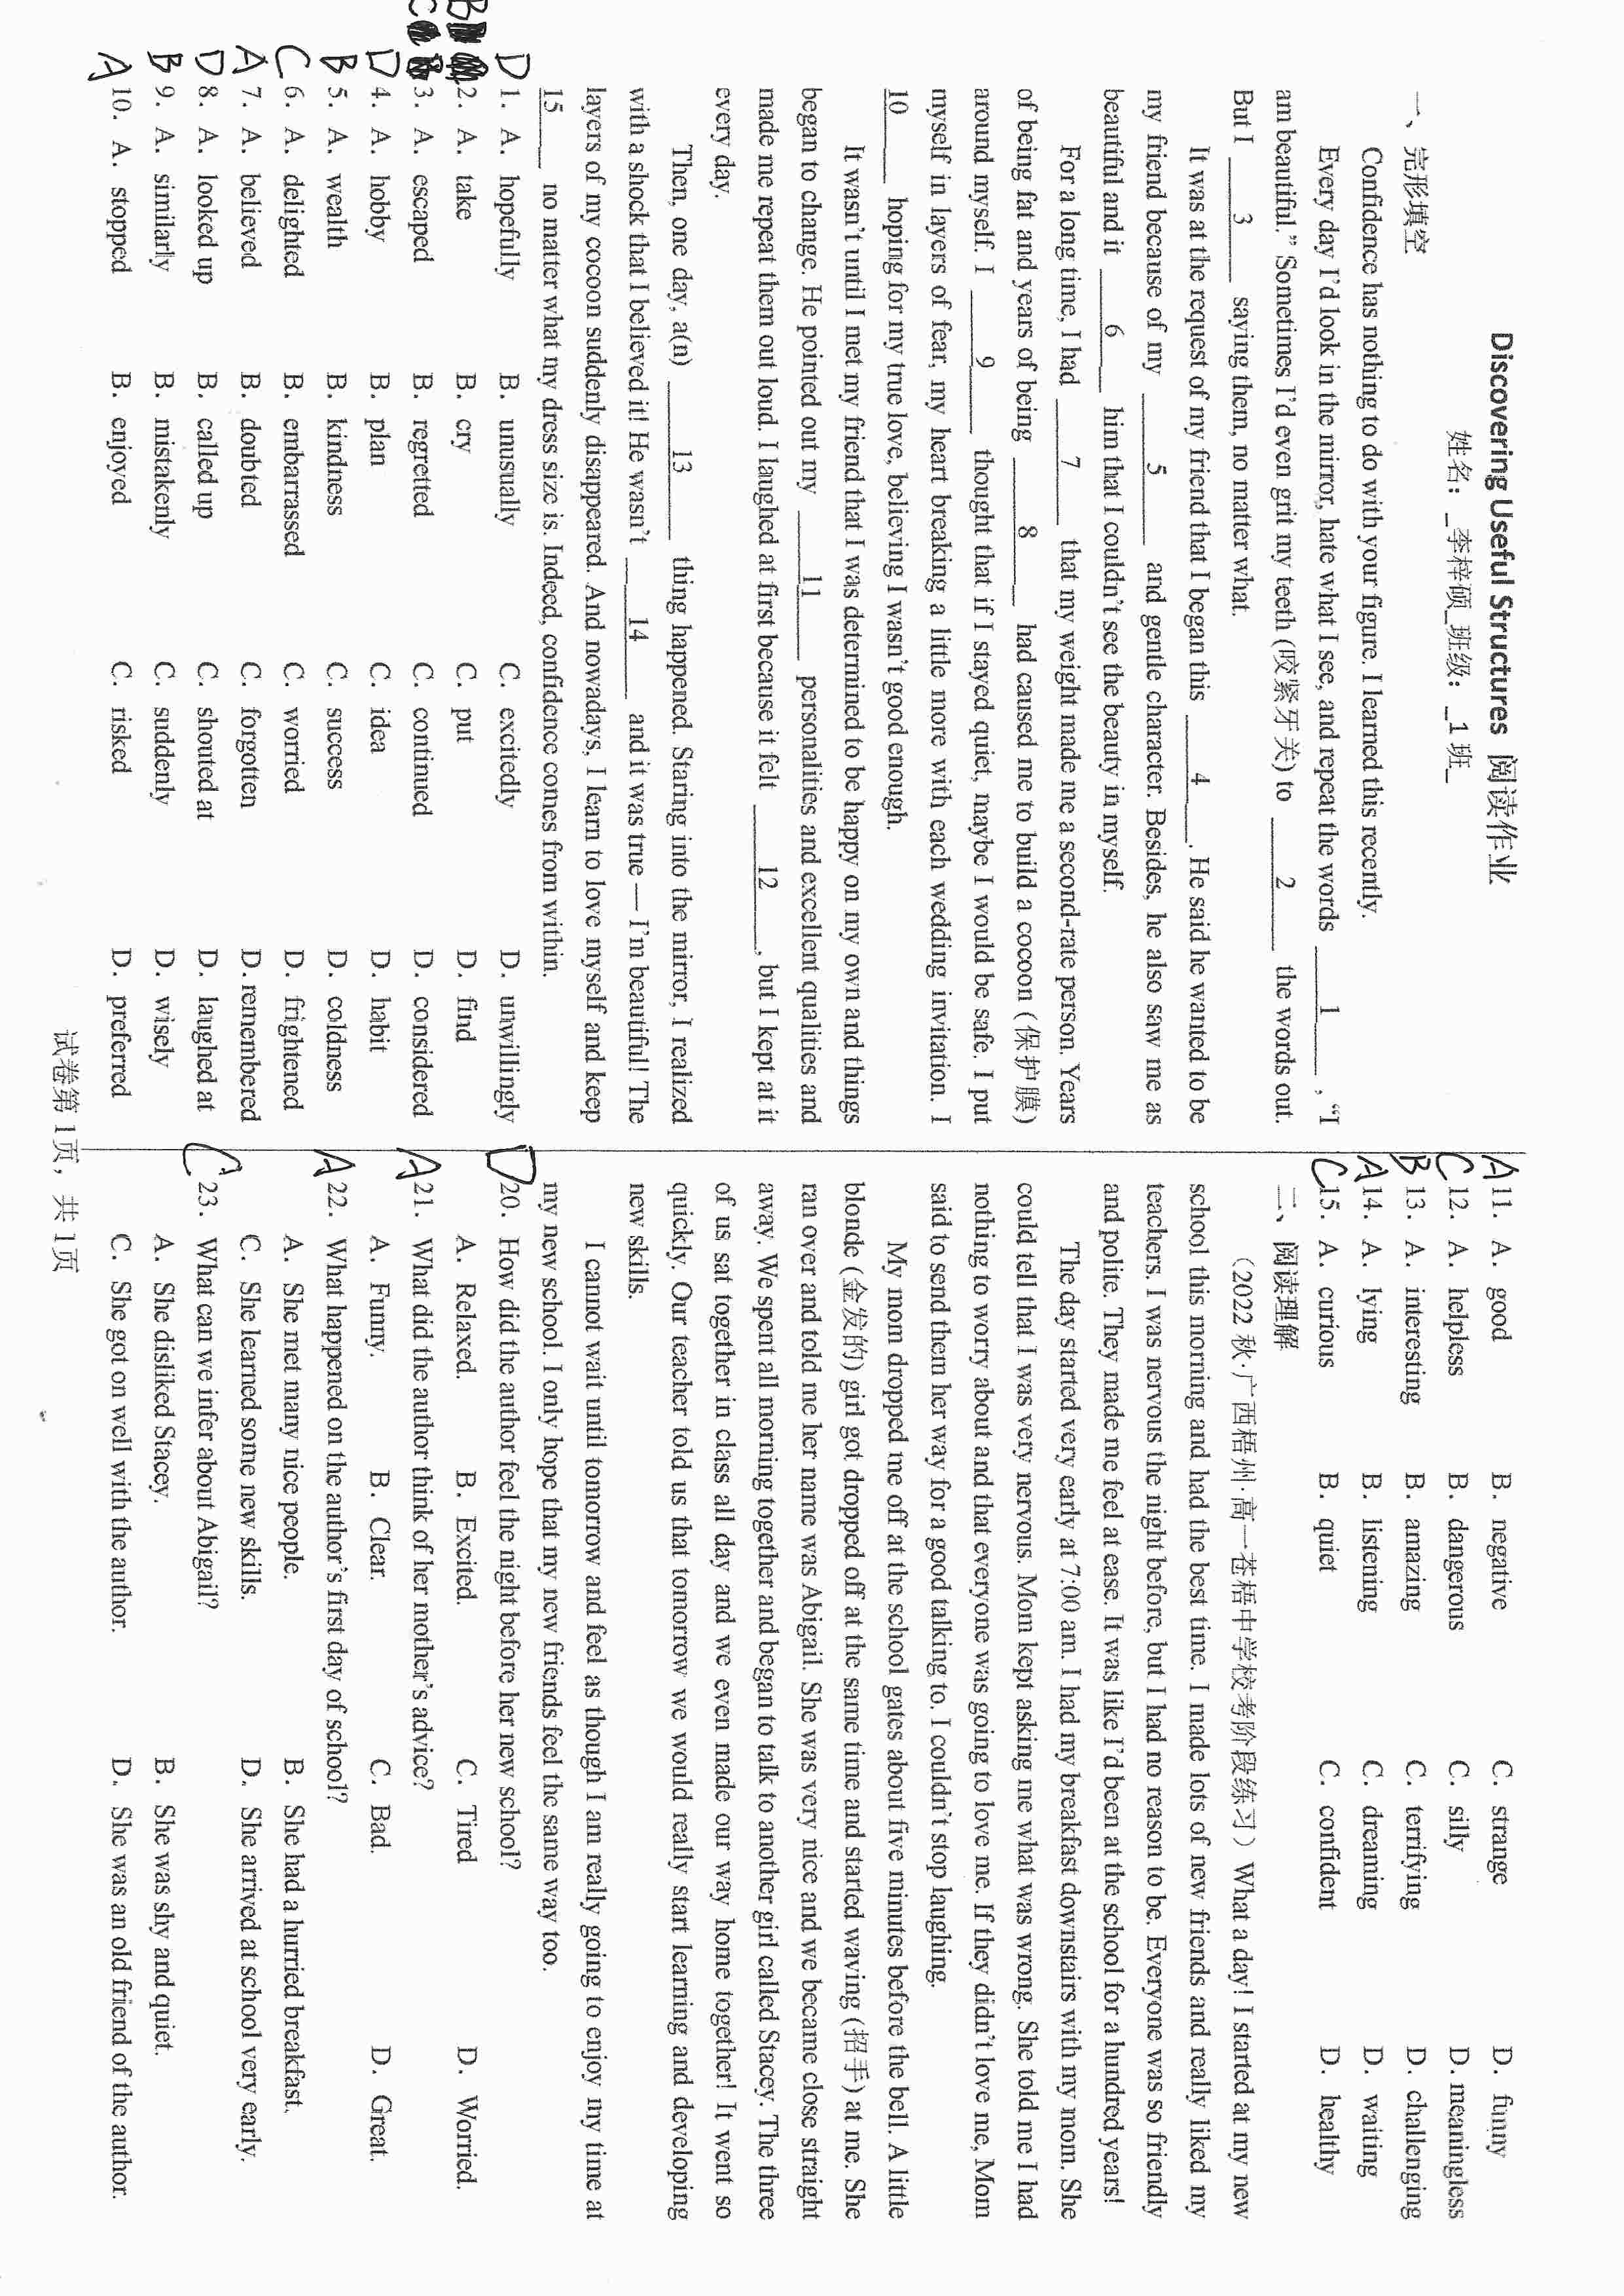 Discovering Useful Structures 阅读作业
姓名：_李梓硕_班级：_1班_
一、完形填空
Confidence has nothing to do with your figure. I learned this recently.
Every day I'd look in the mirror, hate what I see, and repeat the words ____1____, “I
am beautiful.” Sometimes I'd even grit my teeth (咬紧牙关) to ____2____ the words out.
But I ____3____ saying them, no matter what.
It was at the request of my friend that I began this ____4____. He said he wanted to be
my friend because of my ____5____ and gentle character. Besides, he also saw me as
beautiful and it ____6____ him that I couldn't see the beauty in myself.
For a long time, I had ____7____ that my weight made me a second-rate person. Years
of being fat and years of being ____8____ had caused me to build a cocoon (保护膜)
around myself. I ____9____ thought that if I stayed quiet, maybe I would be safe. I put
myself in layers of fear, my heart breaking a little more with each wedding invitation. I
10____ hoping for my true love, believing I wasn't good enough.
It wasn't until I met my friend that I was determined to be happy on my own and things
began to change. He pointed out my ____11____ personalities and excellent qualities and
made me repeat them out loud. I laughed at first because it felt ____12____, but I kept at it
every day.
Then, one day, a(n) ____13____ thing happened. Staring into the mirror, I realized
with a shock that I believed it! He wasn't ____14____ and it was true — I'm beautiful! The
layers of my cocoon suddenly disappeared. And nowadays, I learn to love myself and keep
15____ no matter what my dress size is. Indeed, confidence comes from within.
D 1. A. hopefully B. unusually C. excitedly D. unwillingly
B 2. A. take B. cry C. put D. find
C 3. A. escaped B. regretted C. continued D. considered
D 4. A. hobby B. plan C. idea D. habit
B 5. A. wealth B. kindness C. success D. coldness
C 6. A. delighted B. embarrassed C. worried D. frightened
A 7. A. believed B. doubted C. forgotten D. remembered
D 8. A. looked up B. called up C. shouted at D. laughed at
B 9. A. similarly B. mistakenly C. suddenly D. wisely
A 10. A. stopped B. enjoyed C. risked D. preferred
A 11. A. good B. negative C. strange D. funny
C 12. A. helpless B. dangerous C. silly D. meaningless
B 13. A. interesting B. amazing C. terrifying D. challenging
A 14. A. lying B. listening C. dreaming D. waiting
C 15. A. curious B. quiet C. confident D. healthy
二、阅读理解
（2022秋·广西梧州·高一苍梧中学校考阶段练习）What a day! I started at my new
school this morning and had the best time. I made lots of new friends and really liked my
teachers. I was nervous the night before, but I had no reason to be. Everyone was so friendly
and polite. They made me feel at ease. It was like I'd been at the school for a hundred years!
The day started very early at 7:00 am. I had my breakfast downstairs with my mom. She
could tell that I was very nervous. Mom kept asking me what was wrong. She told me I had
nothing to worry about and that everyone was going to love me. If they didn't love me, Mom
said to send them her way for a good talking to. I couldn't stop laughing.
My mom dropped me off at the school gates about five minutes before the bell. A little
blonde (金发的) girl got dropped off at the same time and started waving (招手) at me. She
ran over and told me her name was Abigail. She was very nice and we became close straight
away. We spent all morning together and began to talk to another girl called Stacey. The three
of us sat together in class all day and we even made our way home together! It went so
quickly. Our teacher told us that tomorrow we would really start learning and developing
new skills.
I cannot wait until tomorrow and feel as though I am really going to enjoy my time at
my new school. I only hope that my new friends feel the same way too.
D 20. How did the author feel the night before her new school?
A. Relaxed. B. Excited. C. Tired D. Worried.
A 21. What did the author think of her mother's advice?
A. Funny. B. Clear. C. Bad. D. Great.
A 22. What happened on the author's first day of school?
A. She met many nice people. B. She had a hurried breakfast.
C. She learned some new skills. D. She arrived at school very early.
C 23. What can we infer about Abigail?
A. She disliked Stacey. B. She was shy and quiet.
C. She got on well with the author. D. She was an old friend of the author.
试卷第1页，共1页